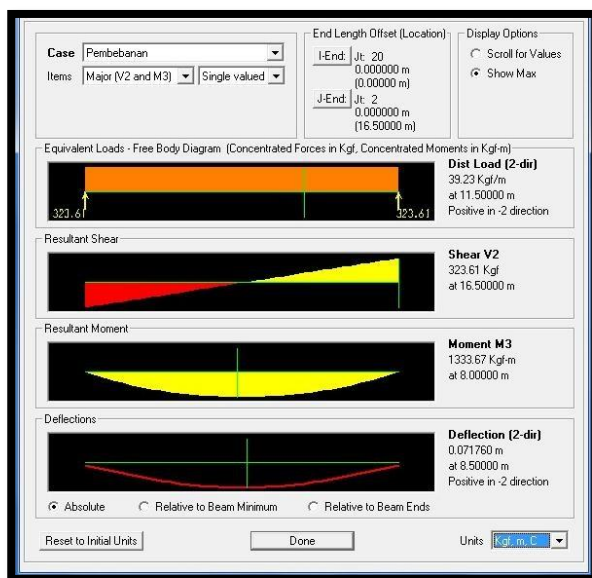 Case Pembebanan
Items Major (V2 and M3) Single valued
End Length Offset (Location)
I-End: Jt: 20
0.000000 m
(0.00000 m)
J-End: Jt: 2
0.000000 m
(16.50000 m)
Display Options
Scroll for Values
Show Max
Equivalent Loads - Free Body Diagram (Concentrated Forces in Kgf, Concentrated Moments in Kgf-m)
323.61
323.61
Dist Load (2-dir)
39.23 Kgf/m
at 11.50000 m
Positive in -2 direction
Resultant Shear
Shear V2
323.61 Kgf
at 16.50000 m
Resultant Moment
Moment M3
1333.67 Kgf-m
at 8.00000 m
Deflections
Deflection (2-dir)
0.071760 m
at 8.50000 m
Positive in -2 direction
Absolute Relative to Beam Minimum Relative to Beam Ends
Reset to Initial Units Done Units Kgf, m, C